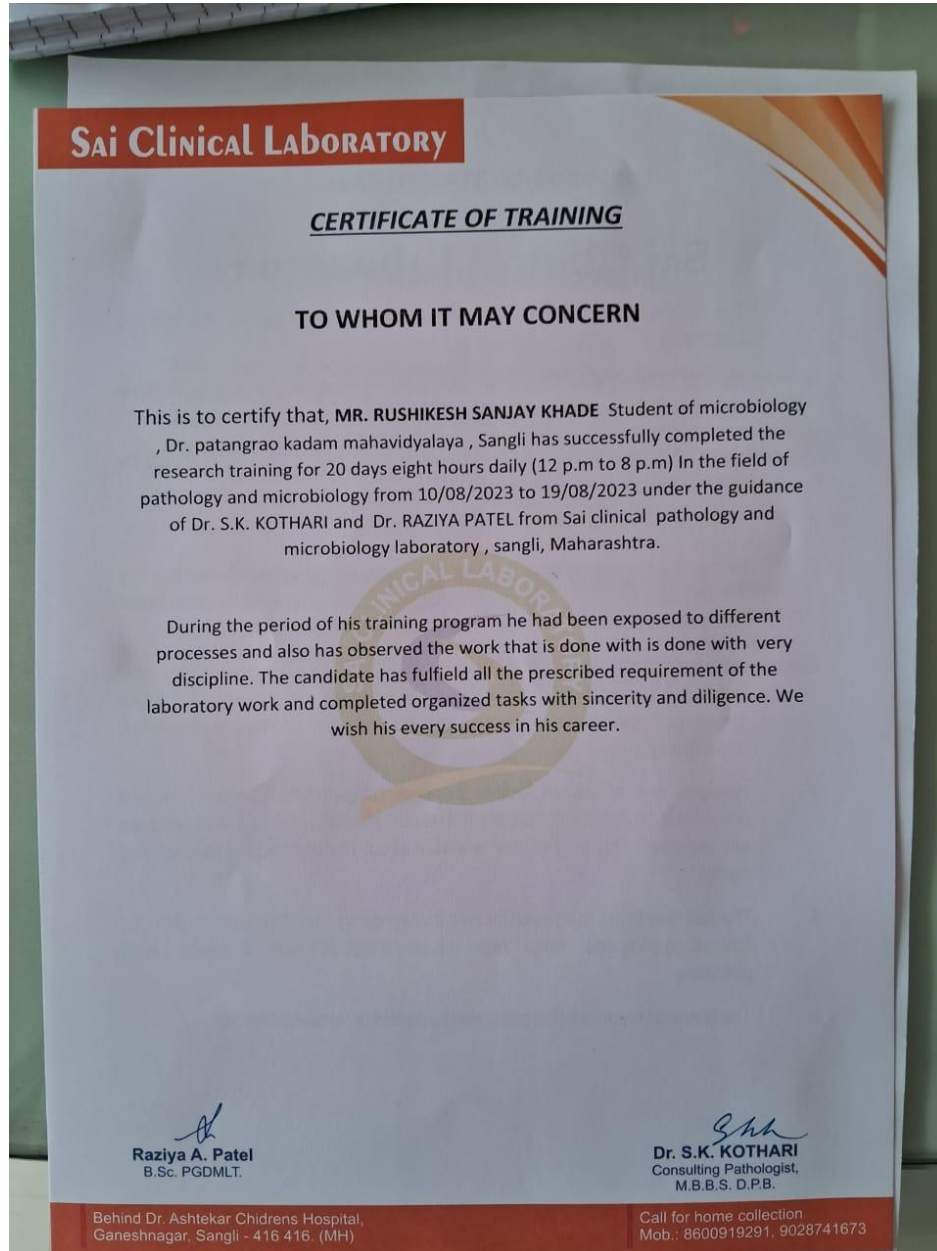 SAI CLINICAL LABORATORY
CERTIFICATE OF TRAINING
TO WHOM IT MAY CONCERN
This is to certify that, MR. RUSHIKESH SANJAY KHADE Student of microbiology
, Dr. patangrao kadam mahavidyalaya , Sangli has successfully completed the
research training for 20 days eight hours daily (12 p.m to 8 p.m) In the field of
pathology and microbiology from 10/08/2023 to 19/08/2023 under the guidance
of Dr. S.K. KOTHARI and Dr. RAZIYA PATEL from Sai clinical pathology and
microbiology laboratory , sangli, Maharashtra.
SAI CLINICAL LABORATORY
During the period of his training program he had been exposed to different
processes and also has observed the work that is done with is done with very
discipline. The candidate has fulfield all the prescribed requirement of the
laboratory work and completed organized tasks with sincerity and diligence. We
wish his every success in his career.
Raziya A. Patel
B.Sc. PGDMLT.
Dr. S.K. KOTHARI
Consulting Pathologist,
M.B.B.S. D.P.B.
Behind Dr. Ashtekar Chidrens Hospital,
Ganeshnagar, Sangli - 416 416. (MH)
Call for home collection
Mob.: 8600919291, 9028741673